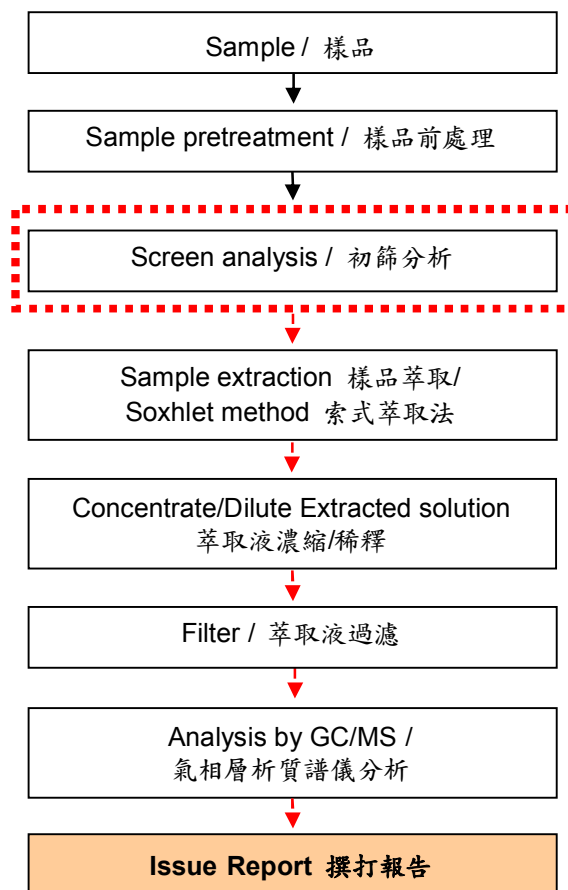 Sample / 樣品
Sample pretreatment / 樣品前處理
Screen analysis / 初篩分析
Sample extraction 樣品萃取/
Soxhlet method 索式萃取法
Concentrate/Dilute Extracted solution
萃取液濃縮/稀釋
Filter / 萃取液過濾
Analysis by GC/MS /
氣相層析質譜儀分析
Issue Report 撰打報告